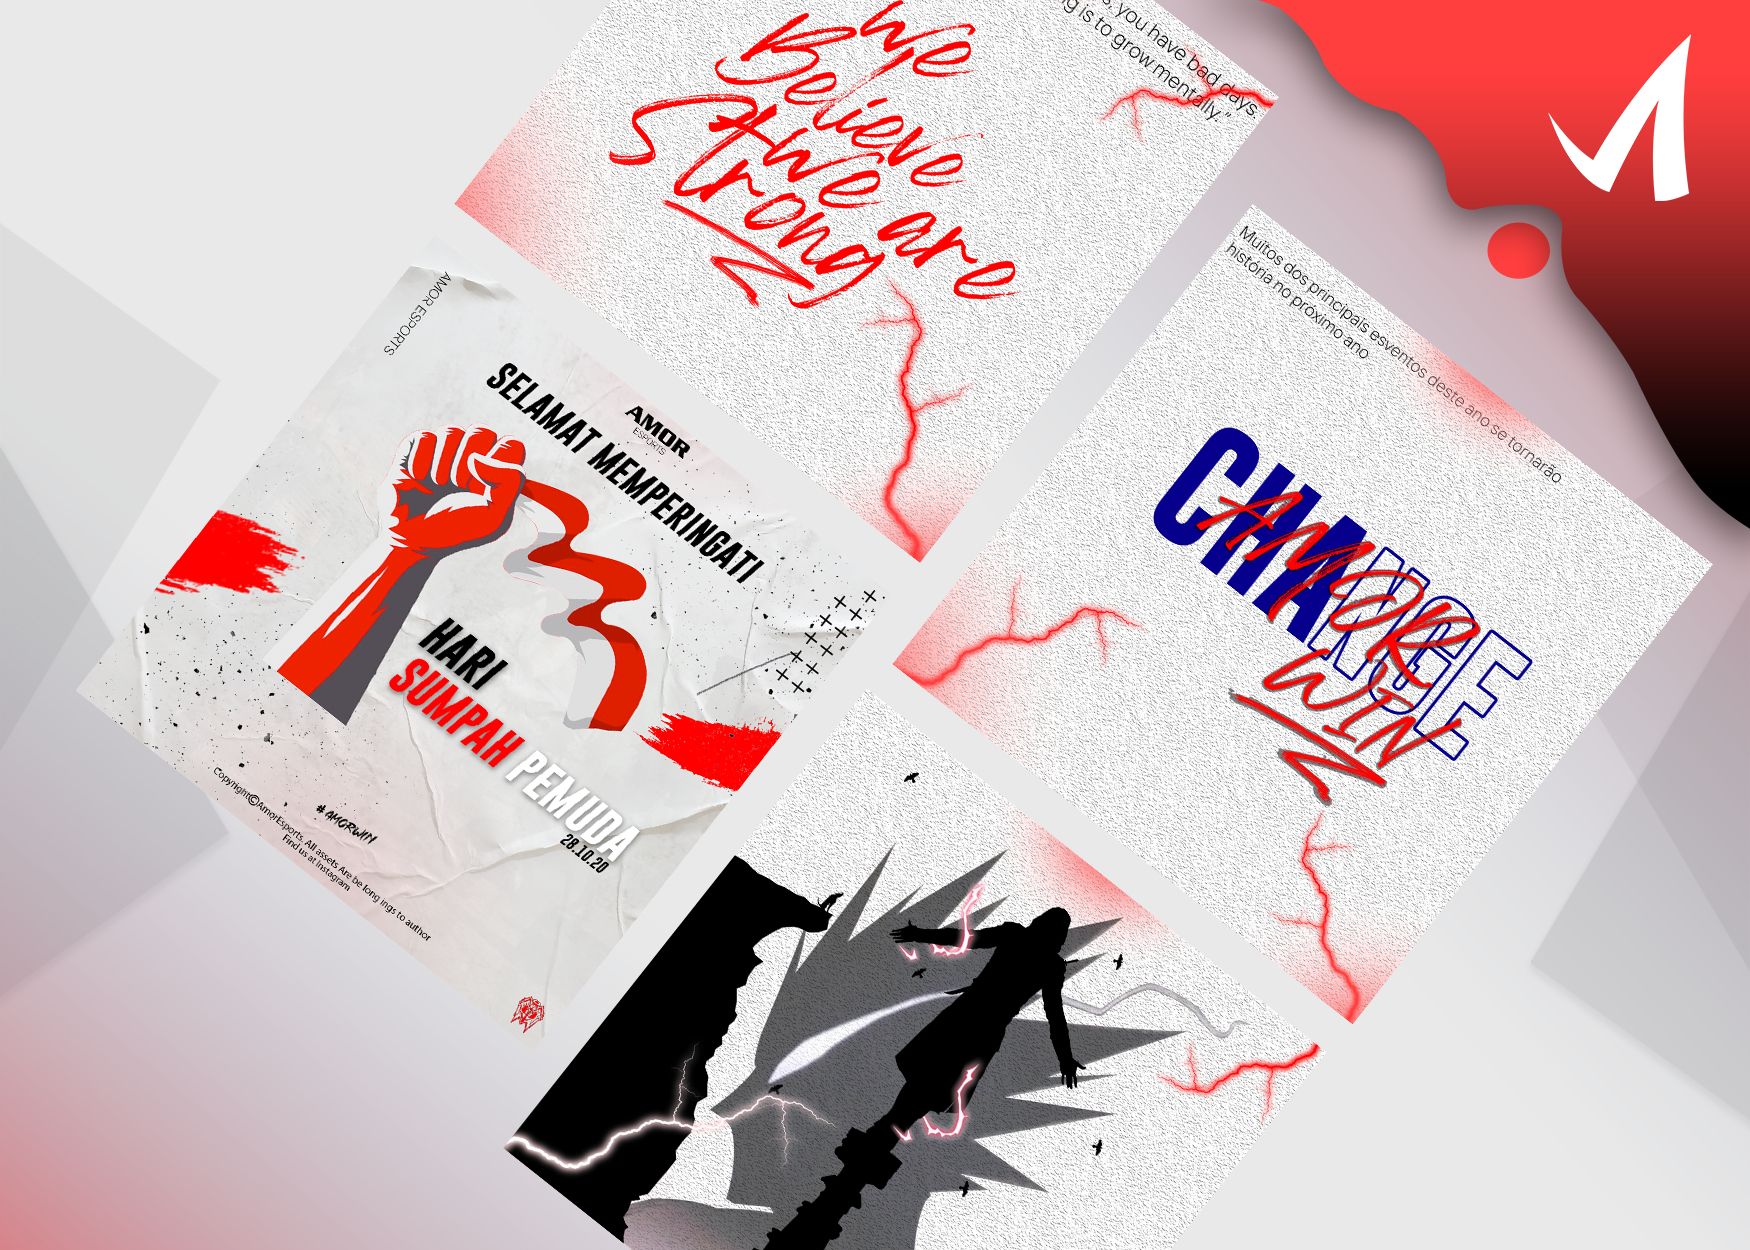 We
Believe
We are
Strong
, you have bad days,
g is to grow mentally."
AMOR ESPORTS
AMOR
ESPORTS
SELAMAT MEMPERINGATI
HARI
SUMPAH PEMUDA
28.10.20
#AMORWIN
Copyright©AmorEsports. All assets Are be long ings to author
Find us at Instagram
Muitos dos principais esventos deste ano se tornarão
história no próximo ano
CHANGE
AMOR
WIN